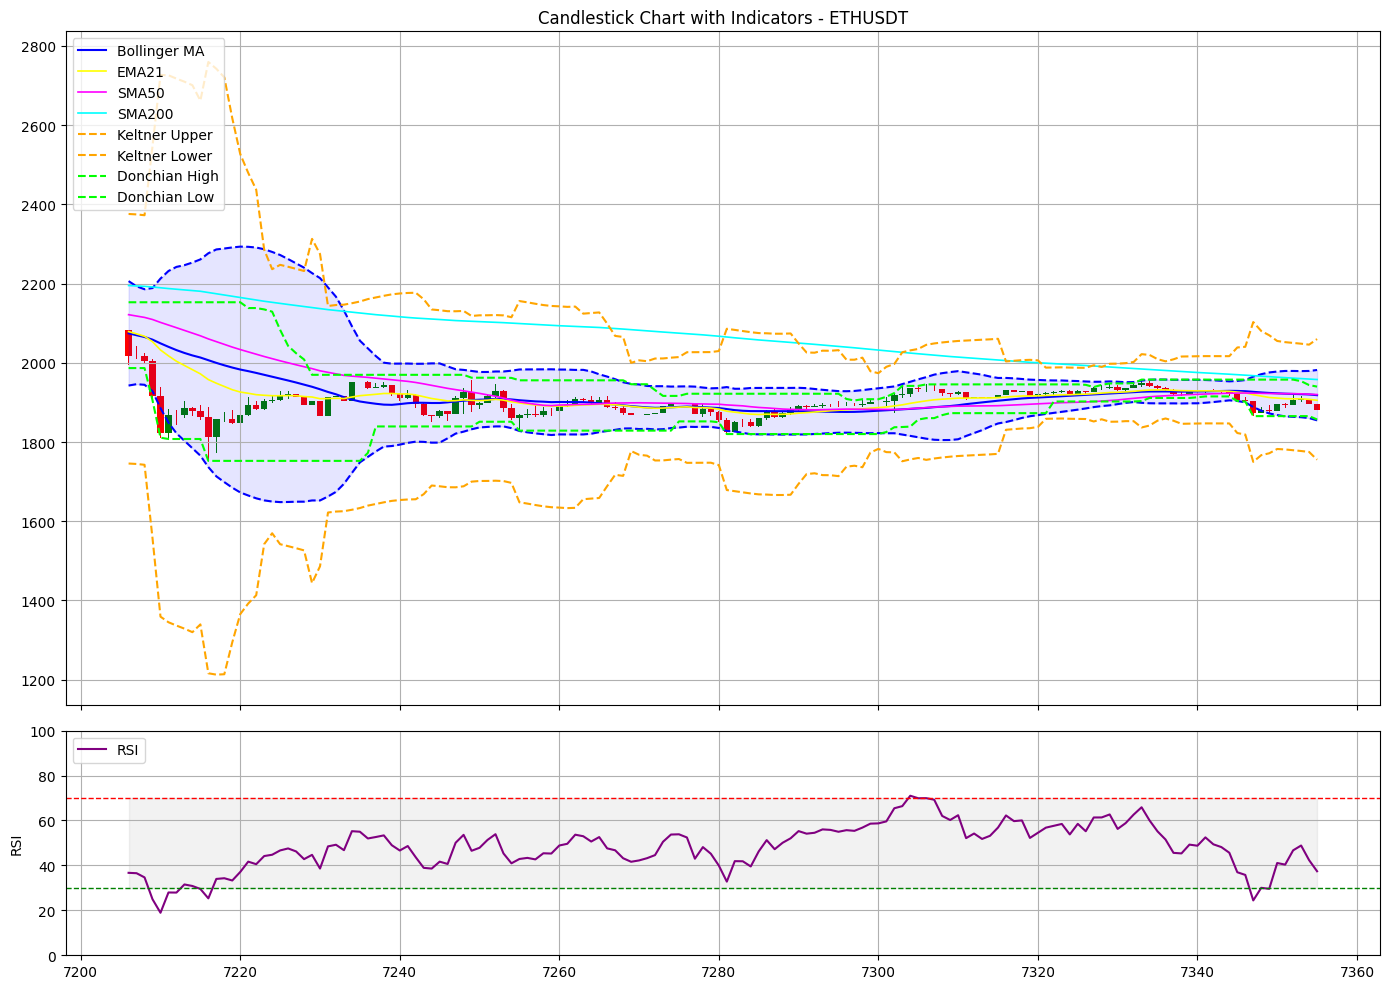 Candlestick Chart with Indicators - ETHUSDT
2800
2600
2400
2200
2000
1800
1600
1400
1200
Bollinger MA
EMA21
SMA50
SMA200
Keltner Upper
Keltner Lower
Donchian High
Donchian Low
RSI
100
80
60
40
20
0
RSI
7200 7220 7240 7260 7280 7300 7320 7340 7360